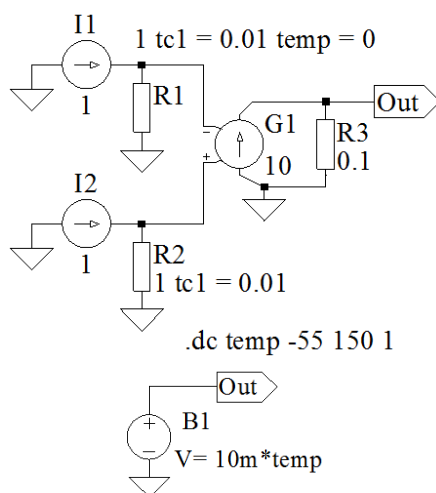 I1
1 tc1 = 0.01 temp = 0
R1
1
G1
10
Out
R3
0.1
I2
1
R2
1 tc1 = 0.01
.dc temp -55 150 1
Out
B1
V= 10m*temp